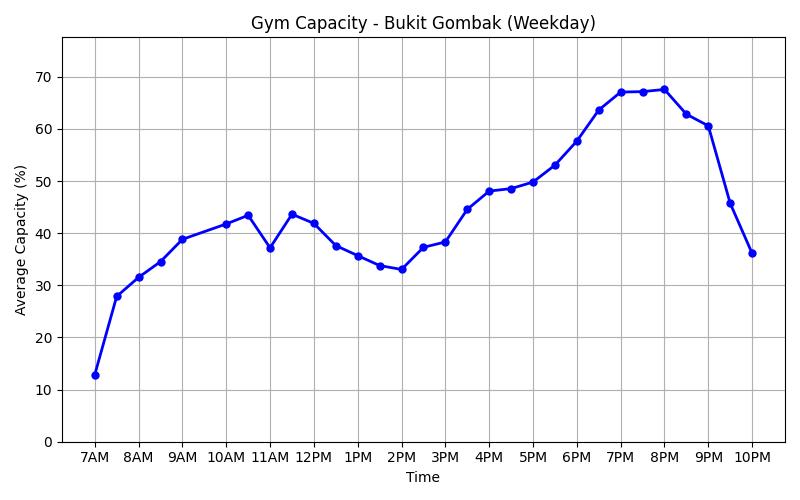 Gym Capacity - Bukit Gombak (Weekday)
Average Capacity (%)
70
60
50
40
30
20
10
0
7AM 8AM 9AM 10AM 11AM 12PM 1PM 2PM 3PM 4PM 5PM 6PM 7PM 8PM 9PM 10PM
Time